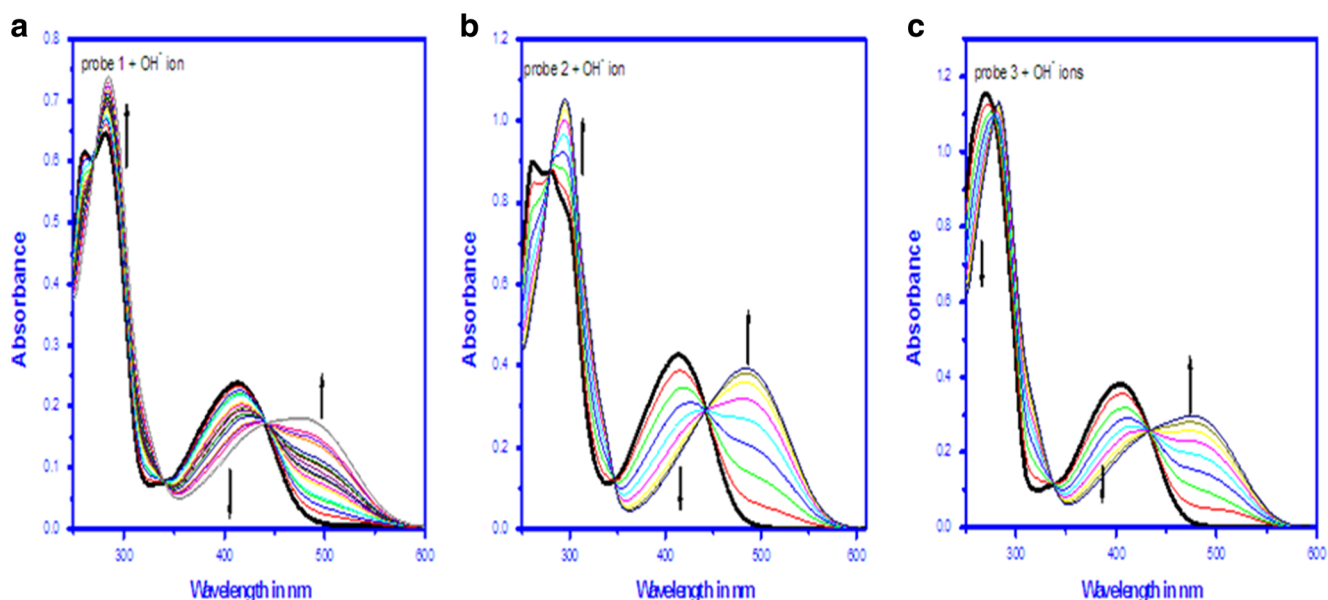 a
probe 1 + OH⁻ ion
Absorbance
0.8
0.7
0.6
0.5
0.4
0.3
0.2
0.1
0.0
300
400
500
600
Wavelength in nm
b
probe 2 + OH⁻ ion
Absorbance
1.2
1.0
0.8
0.6
0.4
0.2
0.0
300
400
500
600
Wavelength in nm
c
probe 3 + OH⁻ ions
Absorbance
1.2
1.0
0.8
0.6
0.4
0.2
0.0
300
400
500
600
Wavelength in nm